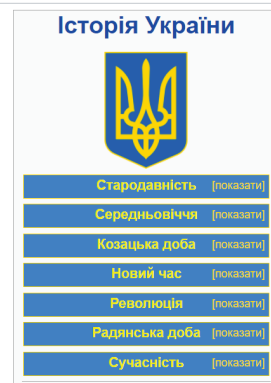 Історія України
Стародавність [показати]
Середньовіччя [показати]
Козацька доба [показати]
Новий час [показати]
Революція [показати]
Радянська доба [показати]
Сучасність [показати]